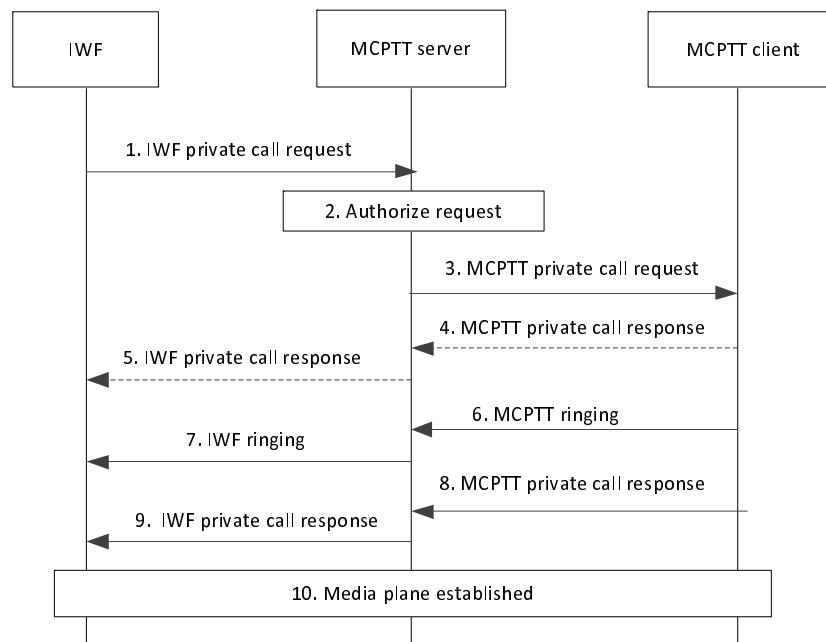 IWF
MCPTT server
MCPTT client
1. IWF private call request
2. Authorize request
3. MCPTT private call request
4. MCPTT private call response
5. IWF private call response
6. MCPTT ringing
7. IWF ringing
8. MCPTT private call response
9. IWF private call response
10. Media plane established